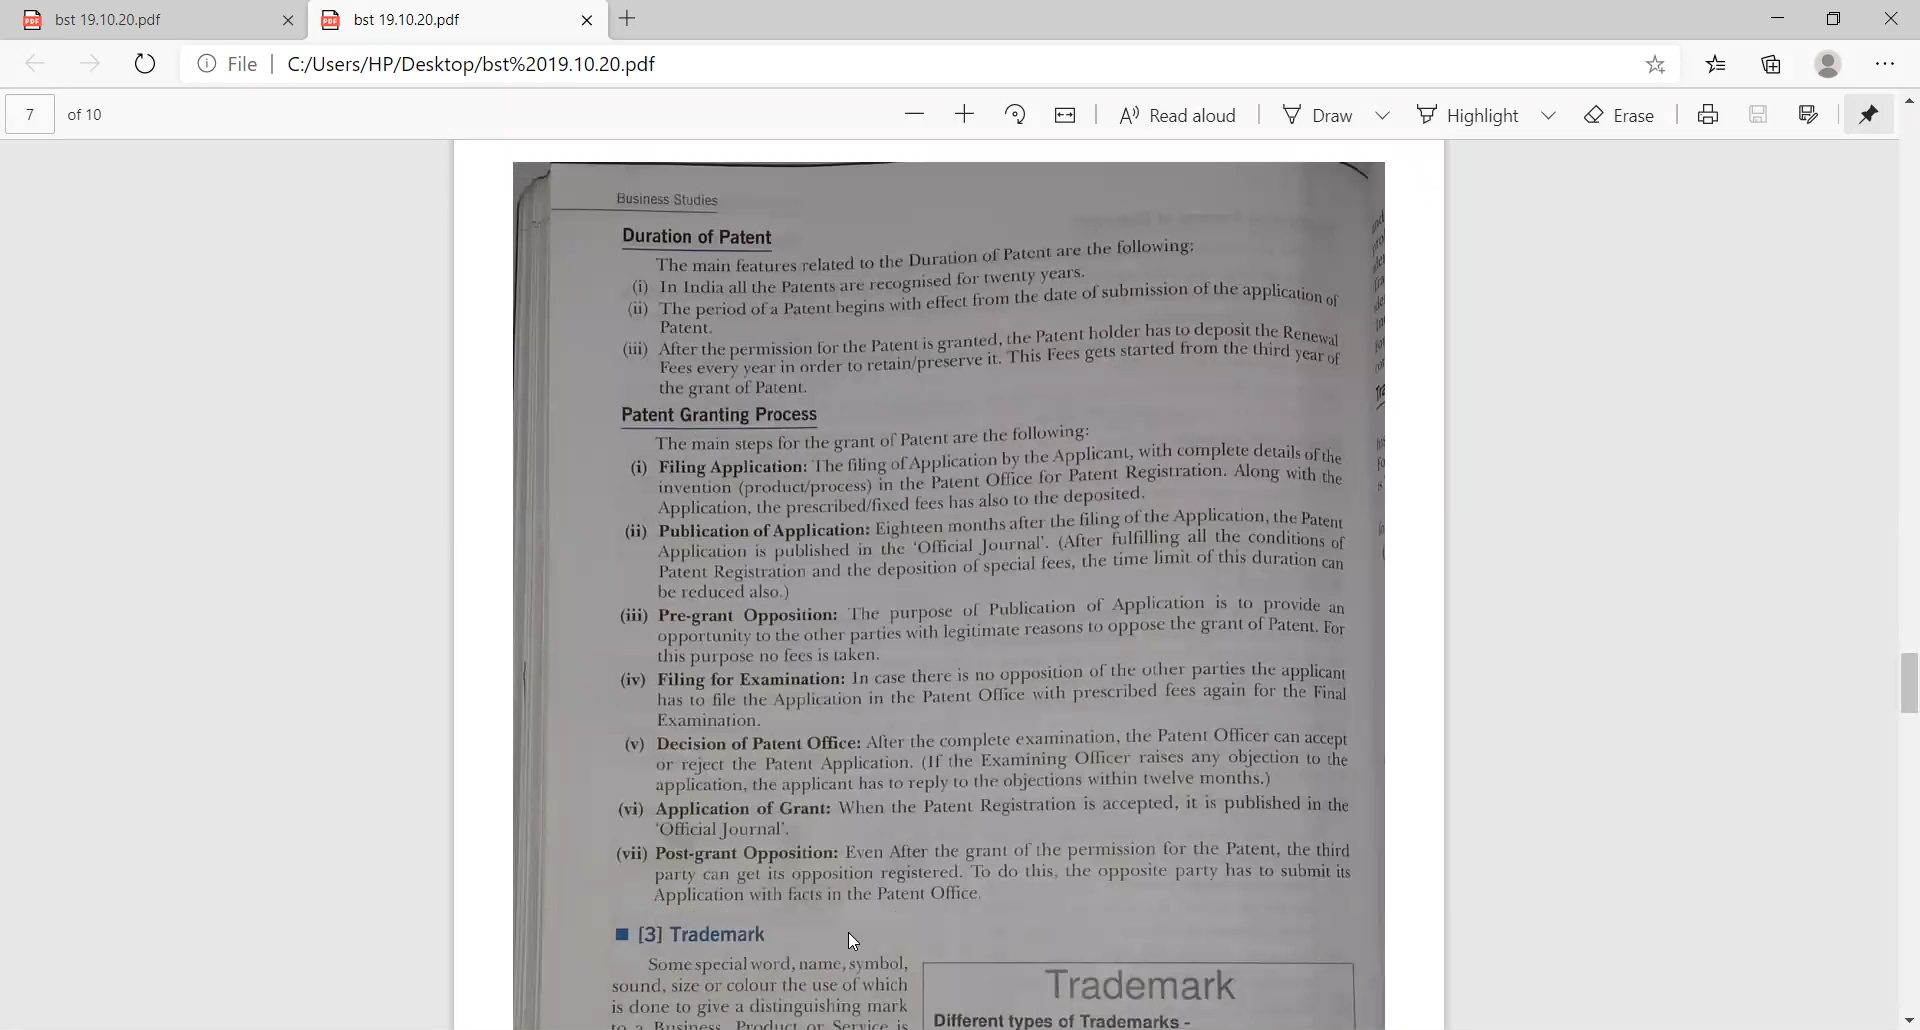 bst 19.10.20.pdf
bst 19.10.20.pdf
File
C:/Users/HP/Desktop/bst%2019.10.20.pdf
7 of 10
Read aloud
Draw
Highlight
Erase
Business Studies
Duration of Patent
The main features related to the Duration of Patent are the following:
(i) In India all the Patents are recognised for twenty years.
(ii) The period of a Patent begins with effect from the date of submission of the application of
Patent.
(iii) After the permission for the Patent is granted, the Patent holder has to deposit the Renewal
Fees every year in order to retain/preserve it. This Fees gets started from the third year of
the grant of Patent.
Patent Granting Process
The main steps for the grant of Patent are the following:
(i) Filing Application: The filing of Application by the Applicant, with complete details of the
invention (product/process) in the Patent Office for Patent Registration. Along with the
Application, the prescribed/fixed fees has also to the deposited.
(ii) Publication of Application: Eighteen months after the filing of the Application, the Patent
Application is published in the 'Official Journal'. (After fulfilling all the conditions of
Patent Registration and the deposition of special fees, the time limit of this duration can
be reduced also.)
(iii) Pre-grant Opposition: The purpose of Publication of Application is to provide an
opportunity to the other parties with legitimate reasons to oppose the grant of Patent. For
this purpose no fees is taken.
(iv) Filing for Examination: In case there is no opposition of the other parties the applicant
has to file the Application in the Patent Office with prescribed fees again for the Final
Examination.
(v) Decision of Patent Office: After the complete examination, the Patent Officer can accept
or reject the Patent Application. (If the Examining Officer raises any objection to the
application, the applicant has to reply to the objections within twelve months.)
(vi) Application of Grant: When the Patent Registration is accepted, it is published in the
'Official Journal'.
(vii) Post-grant Opposition: Even After the grant of the permission for the Patent, the third
party can get its opposition registered. To do this, the opposite party has to submit its
Application with facts in the Patent Office.
[3] Trademark
Some special word, name, symbol,
sound, size or colour the use of which
is done to give a distinguishing mark
to a Business, Product or Service is
Trademark
Different types of Trademarks -